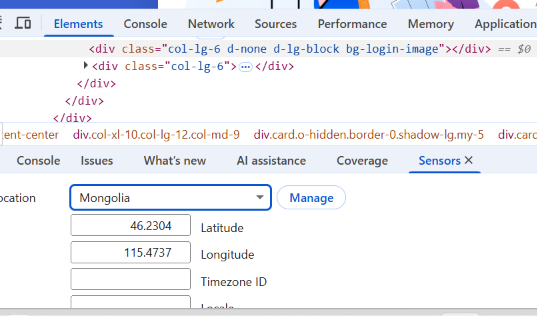 Elements Console Network Sources Performance Memory Application
<div class="col-lg-6 d-none d-lg-block bg-login-image"></div> == $0
<div class="col-lg-6">…</div>
</div>
</div>
</div>
ent-center div.col-xl-10.col-lg-12.col-md-9 div.card.o-hidden.border-0.shadow-lg.my-5 div.card
Console Issues What's new AI assistance Coverage Sensors
ocation Mongolia Manage
46.2304 Latitude
115.4737 Longitude
Timezone ID
Locale